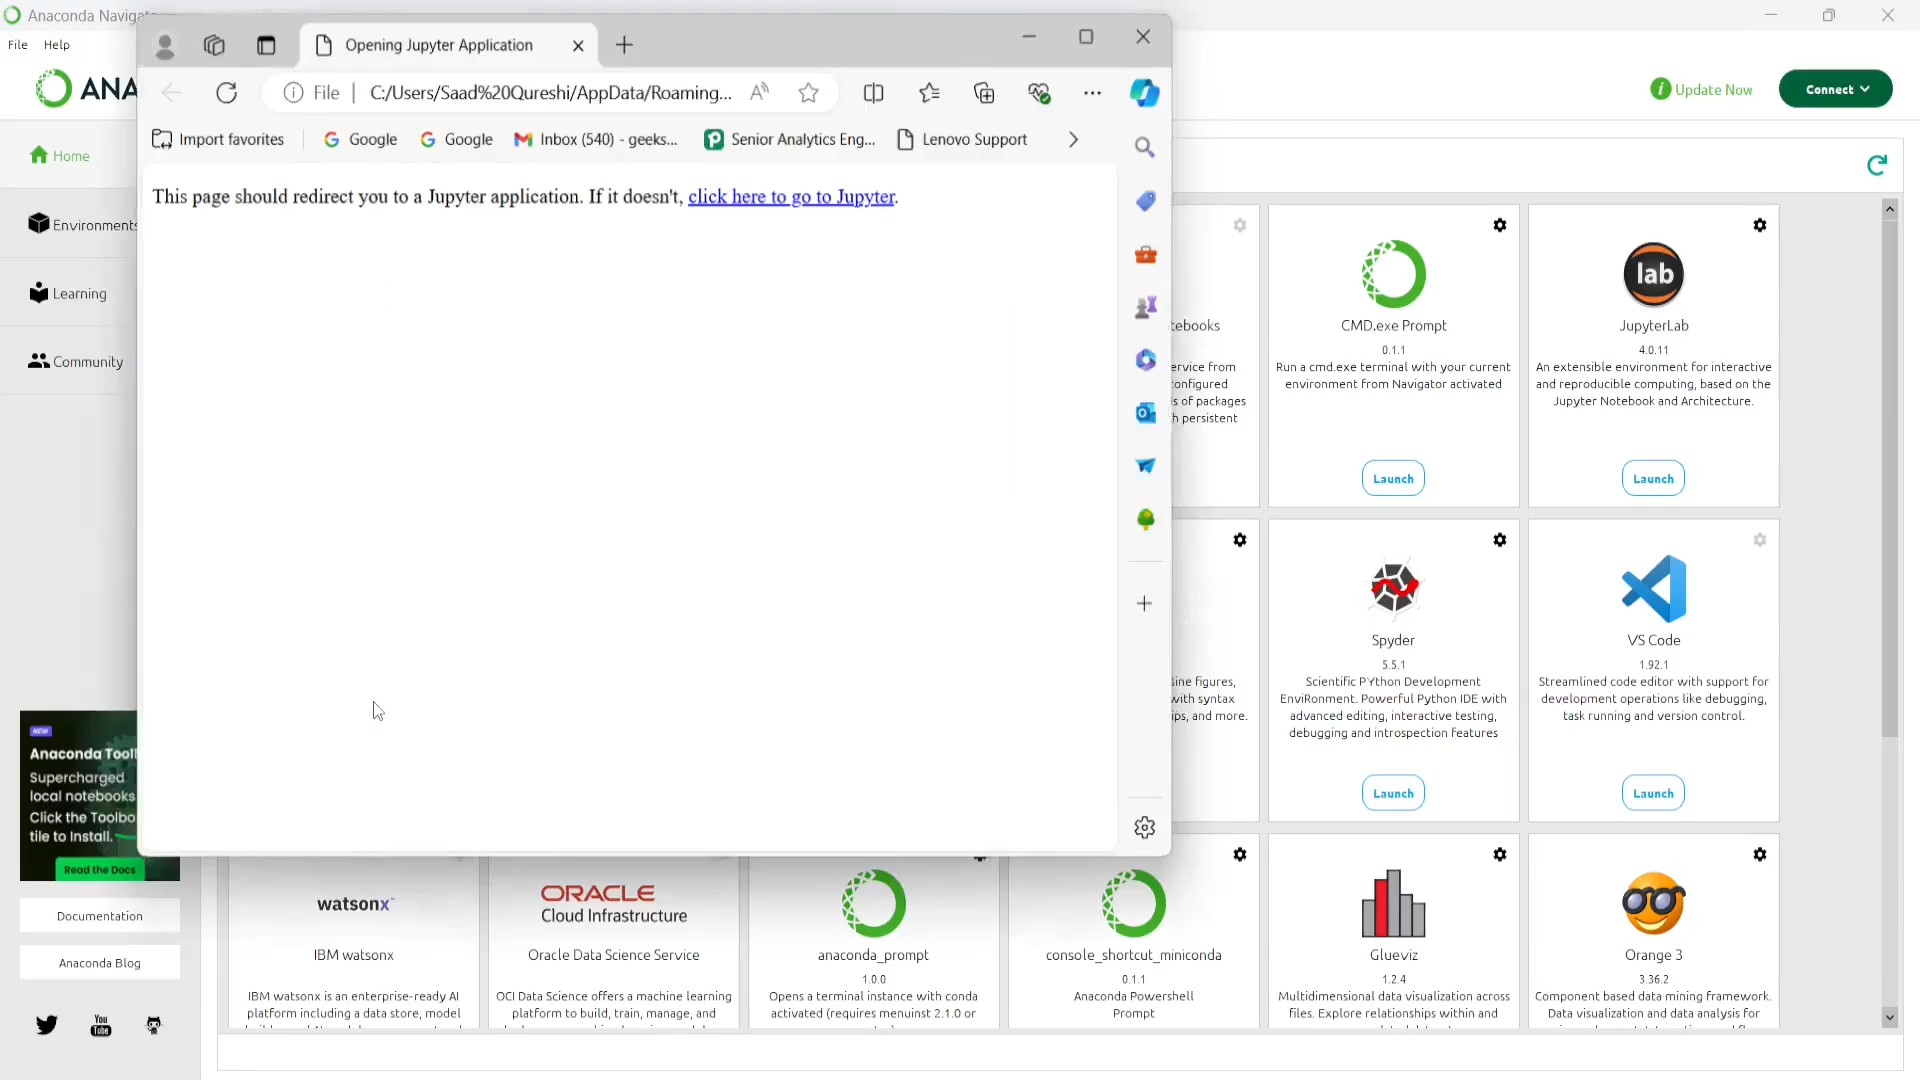 Anaconda Navigat
File Help
ANA
Update Now
Connect
Home
Environments
Learning
Community
NEW
Anaconda Tool
Supercharged
local notebooks
Click the Toolbo
tile to Install.
Read the Docs
Documentation
Anaconda Blog
You
Tube
Opening Jupyter Application
File | C:/Users/Saad%20Qureshi/AppData/Roaming...
Import favorites
Google
Google
Inbox (540) - geeks...
Senior Analytics Eng...
Lenovo Support
This page should redirect you to a Jupyter application. If it doesn't, click here to go to Jupyter.
tebooks
ervice from
onfigured
s of packages
h persistent
CMD.exe Prompt
0.1.1
Run a cmd.exe terminal with your current
environment from Navigator activated
Launch
lab
JupyterLab
4.0.11
An extensible environment for interactive
and reproducible computing, based on the
Jupyter Notebook and Architecture.
Launch
line figures,
with syntax
ips, and more.
Spyder
5.5.1
Scientific PYthon Development
EnviRonment. Powerful Python IDE with
advanced editing, interactive testing,
debugging and introspection features
Launch
VS Code
1.92.1
Streamlined code editor with support for
development operations like debugging,
task running and version control.
Launch
watsonx
IBM watsonx
IBM watsonx is an enterprise-ready AI
platform including a data store, model
ORACLE
Cloud Infrastructure
Oracle Data Science Service
OCI Data Science offers a machine learning
platform to build, train, manage, and
anaconda_prompt
1.0.0
Opens a terminal instance with conda
activated (requires menuinst 2.1.0 or
console_shortcut_miniconda
0.1.1
Anaconda Powershell
Prompt
Glueviz
1.2.4
Multidimensional data visualization across
files. Explore relationships within and
Orange 3
3.36.2
Component based data mining framework.
Data visualization and data analysis for